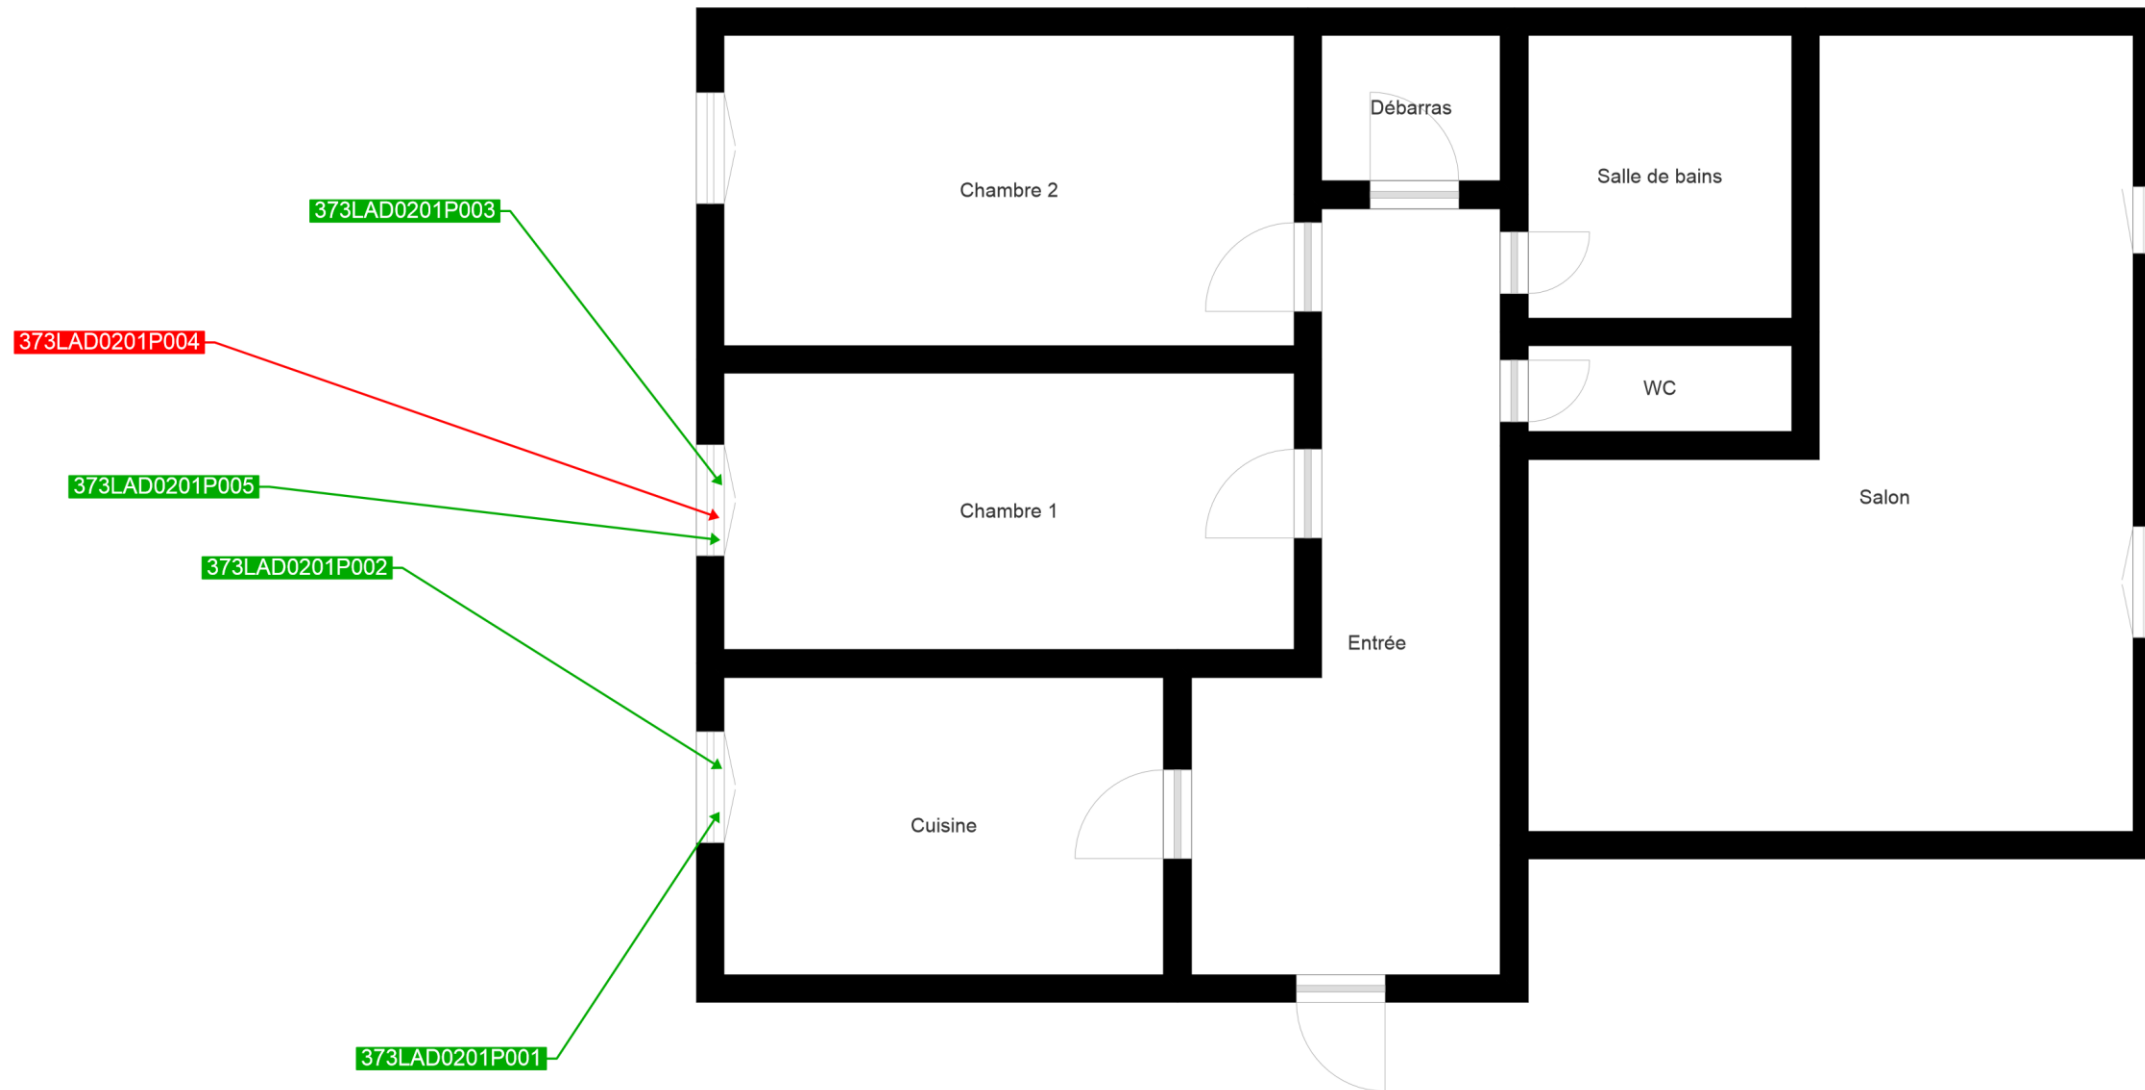 Débarras
Salle de bains
Chambre 2
373LAD0201P003
373LAD0201P004
WC
373LAD0201P005
Salon
Chambre 1
373LAD0201P002
Entrée
Cuisine
373LAD0201P001